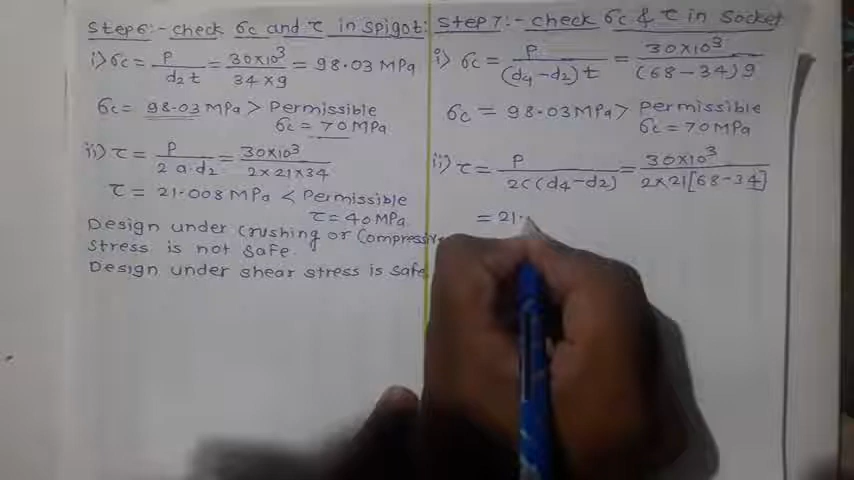 Step 6:- check σc and τ in spigot:
i) σc = P / d2 t = 30×10³ / 34×9 = 98.03 MPa
σc = 98.03 MPa > Permissible
σc = 70 MPa
ii) τ = P / 2 a.d2 = 30×10³ / 2×21×34
τ = 21.008 MPa < Permissible
τ = 40 MPa.
Design under Crushing or Compressive
stress is not safe.
Design under shear stress is safe
Step 7:- check σc & τ in Socket
i) σc = P / (d4-d2) t = 30×10³ / (68-34) 9
σc = 98.03 MPa > Permissible
σc = 70 MPa
ii) τ = P / 2c (d4-d2) = 30×10³ / 2×21[68-34]
= 21.